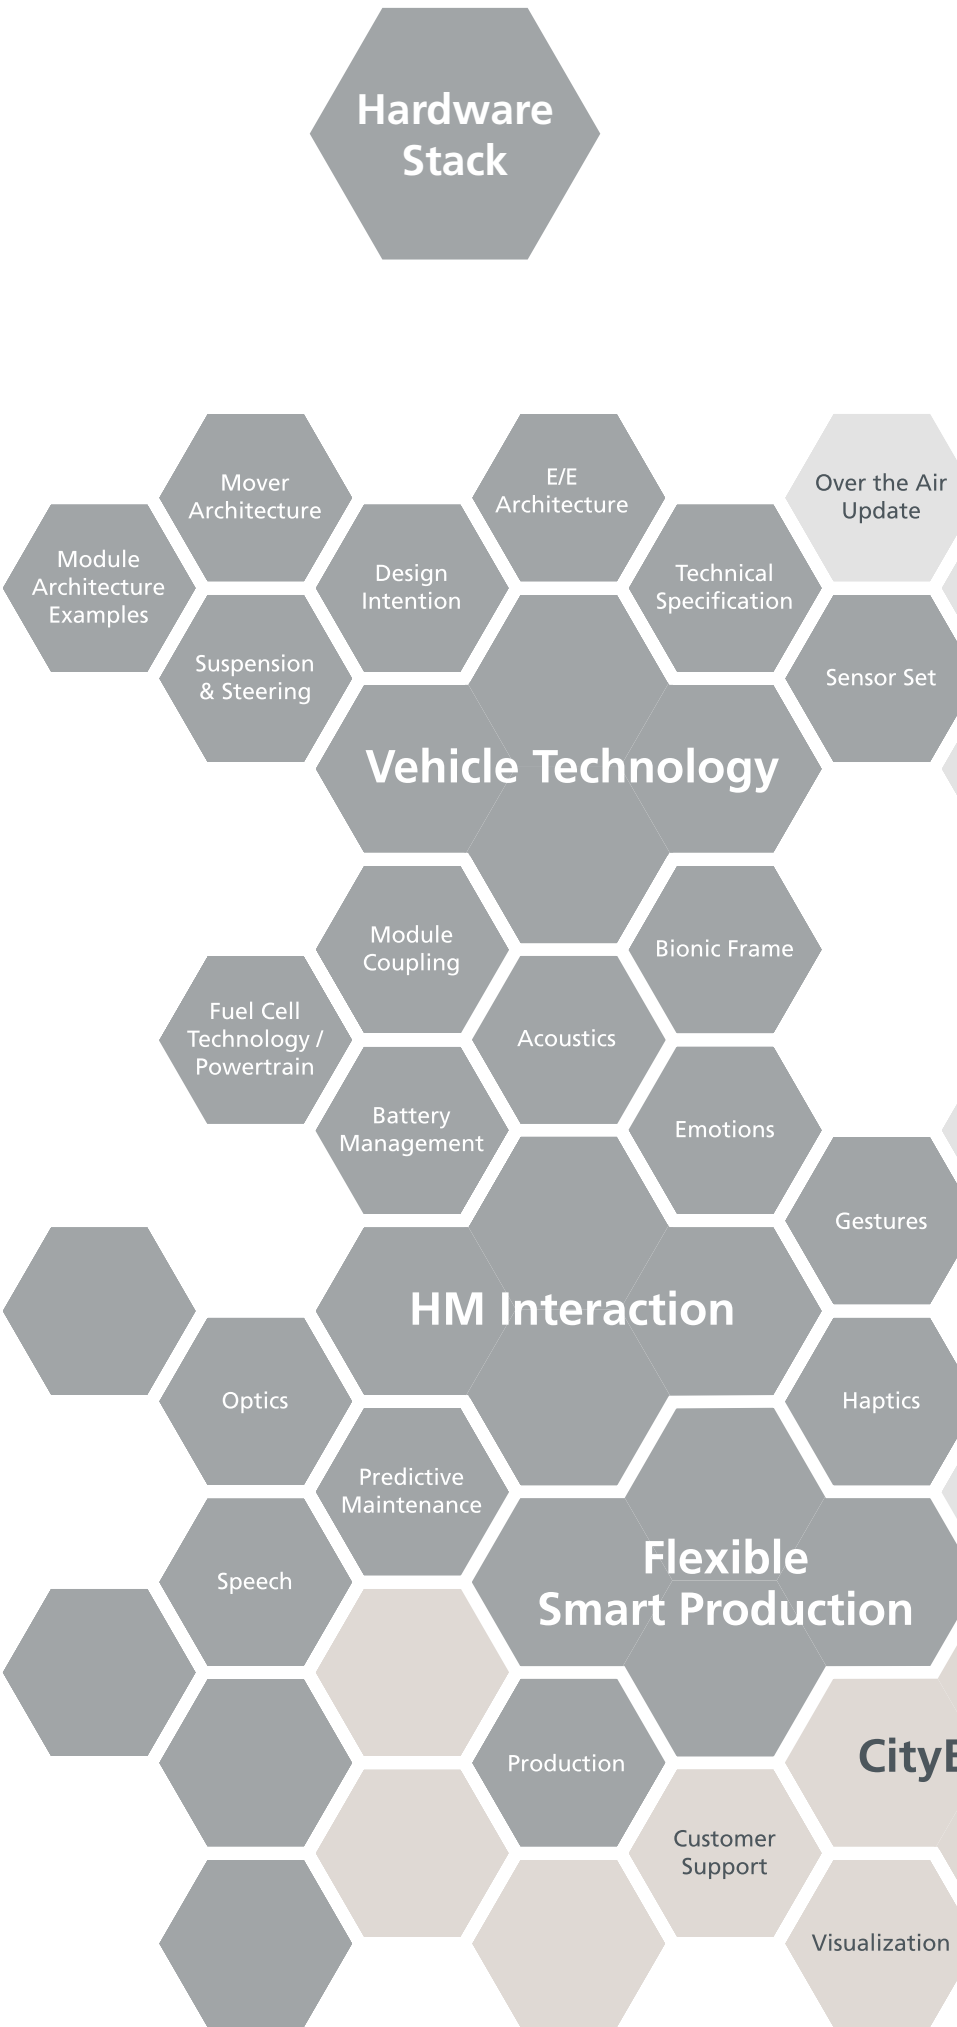 Hardware
Stack
Mover
Architecture
E/E
Architecture
Over the Air
Update
Module
Architecture
Examples
Design
Intention
Technical
Specification
Suspension
& Steering
Sensor Set
Vehicle Technology
Module
Coupling
Bionic Frame
Fuel Cell
Technology /
Powertrain
Acoustics
Battery
Management
Emotions
Gestures
HM Interaction
Optics
Haptics
Predictive
Maintenance
Flexible
Smart Production
Speech
Production
City
Customer
Support
Visualization